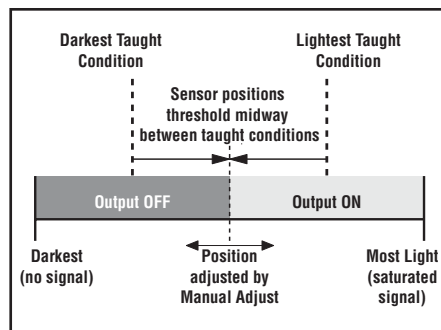 Darkest Taught
Condition
Lightest Taught
Condition
Sensor positions
threshold midway
between taught conditions
Output OFF
Output ON
Darkest
(no signal)
Position
adjusted by
Manual Adjust
Most Light
(saturated
signal)